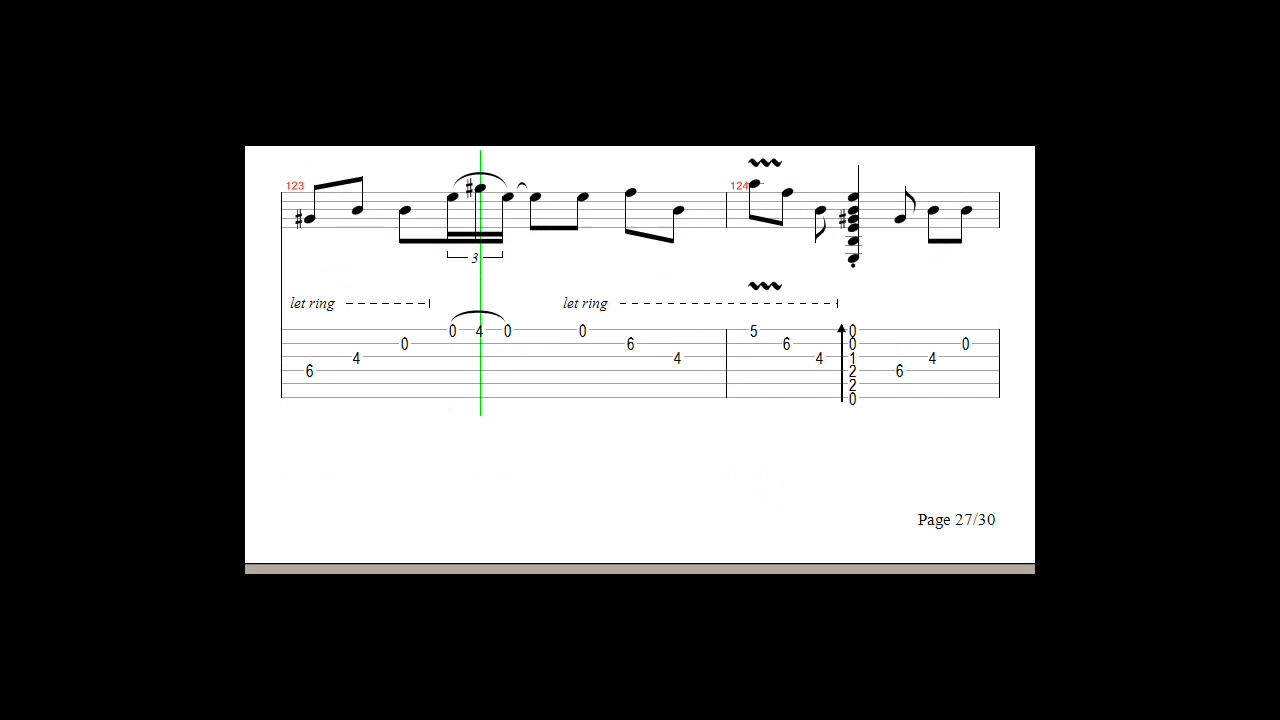 123 124
3
let ring let ring
0 4 0 0 5 0
0 6 6 0 0
4 4 4 1 4
6 2 6
2
0
Page 27/30